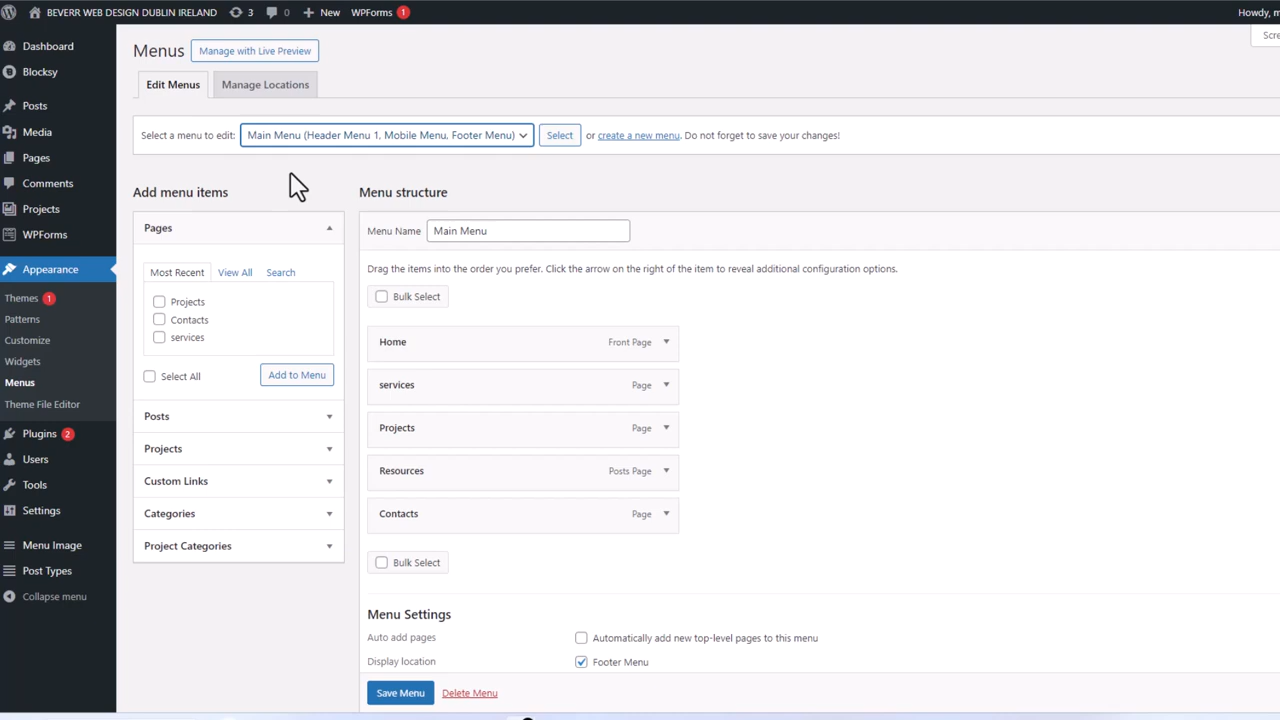 BEVERR WEB DESIGN DUBLIN IRELAND 3 0 New WPForms 1 Howdy, m
Dashboard
Blocksy
Posts
Media
Pages
Comments
Projects
WPForms
Appearance
Themes 1
Patterns
Customize
Widgets
Menus
Theme File Editor
Plugins 2
Users
Tools
Settings
Menu Image
Post Types
Collapse menu
Scre
Menus Manage with Live Preview
Edit Menus Manage Locations
Select a menu to edit: Main Menu (Header Menu 1, Mobile Menu, Footer Menu) Select or create a new menu. Do not forget to save your changes!
Add menu items
Pages
Most Recent View All Search
Projects
Contacts
services
Select All Add to Menu
Posts
Projects
Custom Links
Categories
Project Categories
Menu structure
Menu Name Main Menu
Drag the items into the order you prefer. Click the arrow on the right of the item to reveal additional configuration options.
Bulk Select
Home Front Page
services Page
Projects Page
Resources Posts Page
Contacts Page
Bulk Select
Menu Settings
Auto add pages Automatically add new top-level pages to this menu
Display location Footer Menu
Save Menu Delete Menu